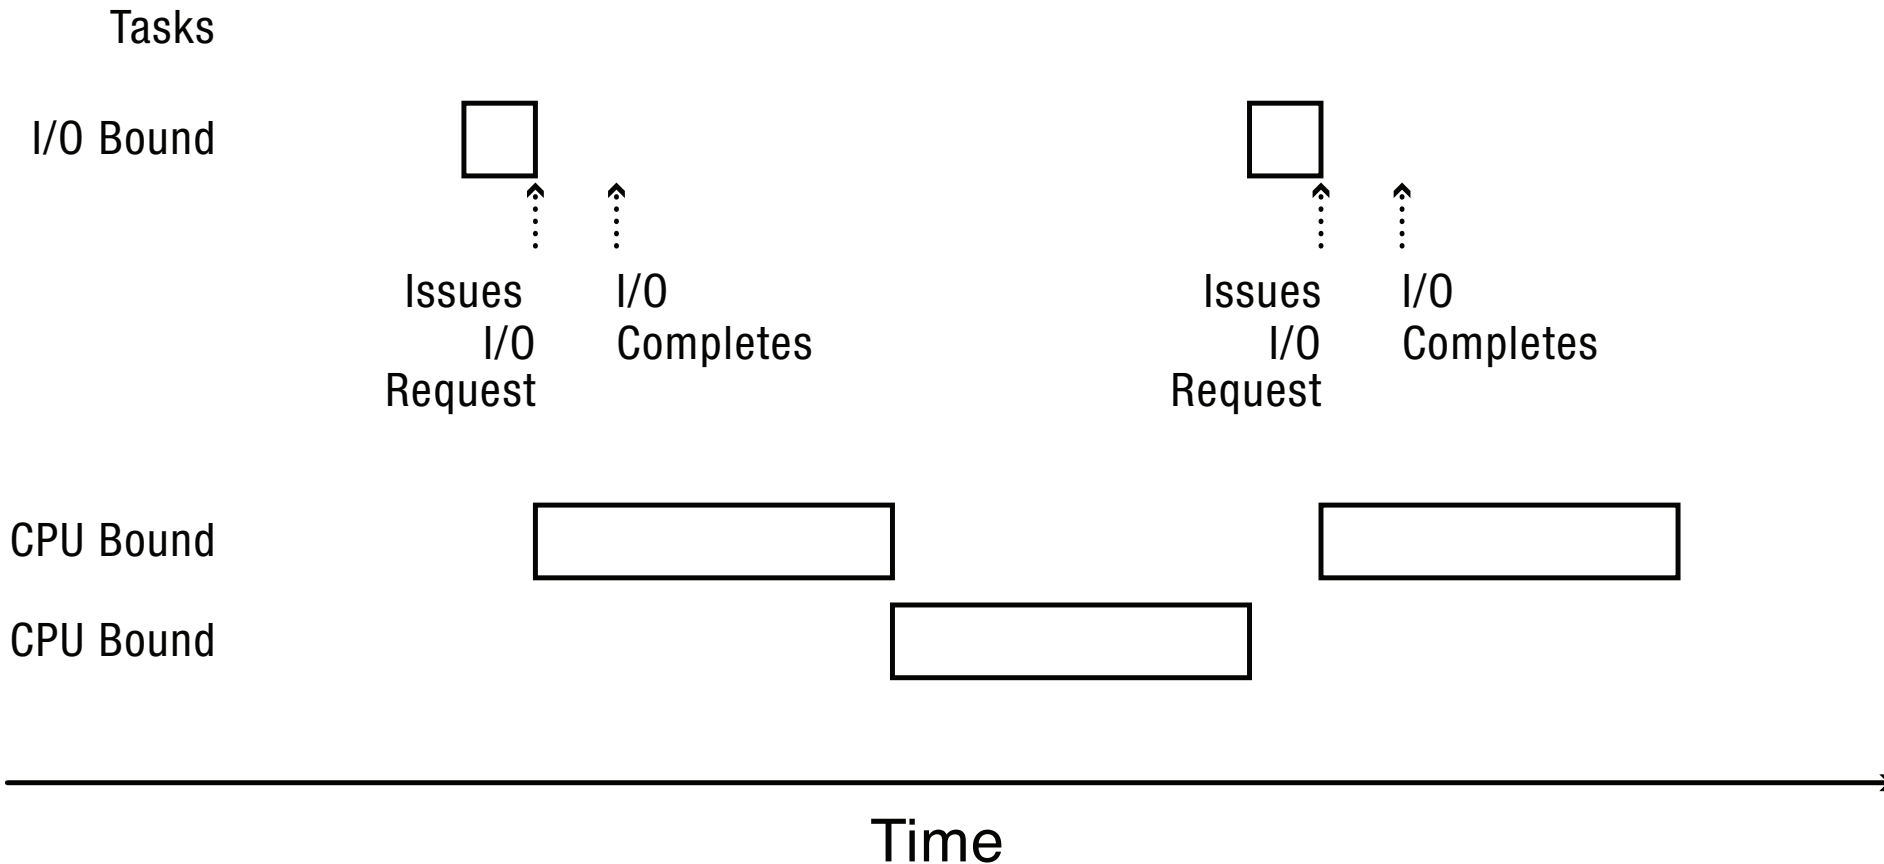 Tasks
I/O Bound
Issues
I/O
Request
I/O
Completes
Issues
I/O
Request
I/O
Completes
CPU Bound
CPU Bound
Time